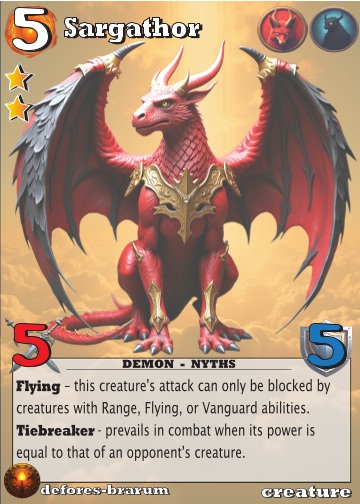 5 Sargathor
5 5
DEMON - NYTHS
Flying - this creature's attack can only be blocked by
creatures with Range, Flying, or Vanguard abilities.
Tiebreaker - prevails in combat when its power is
equal to that of an opponent's creature.
defores-brarum creature